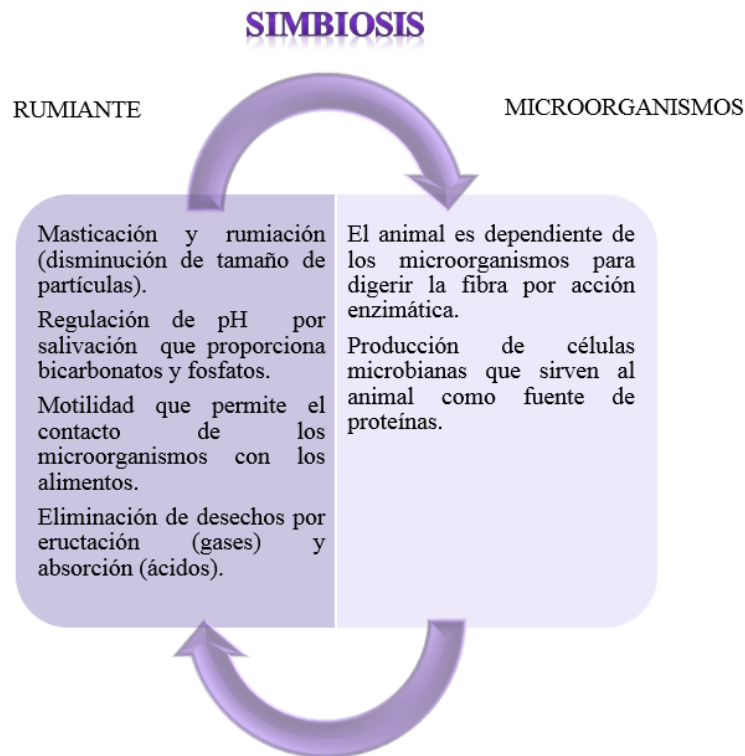 SIMBIOSIS
RUMIANTE
MICROORGANISMOS
Masticación y rumiación
(disminución de tamaño de
partículas).
Regulación de pH por
salivación que proporciona
bicarbonatos y fosfatos.
Motilidad que permite el
contacto de los
microorganismos con los
alimentos.
Eliminación de desechos por
eructación (gases) y
absorción (ácidos).
El animal es dependiente de
los microorganismos para
digerir la fibra por acción
enzimática.
Producción de células
microbianas que sirven al
animal como fuente de
proteínas.